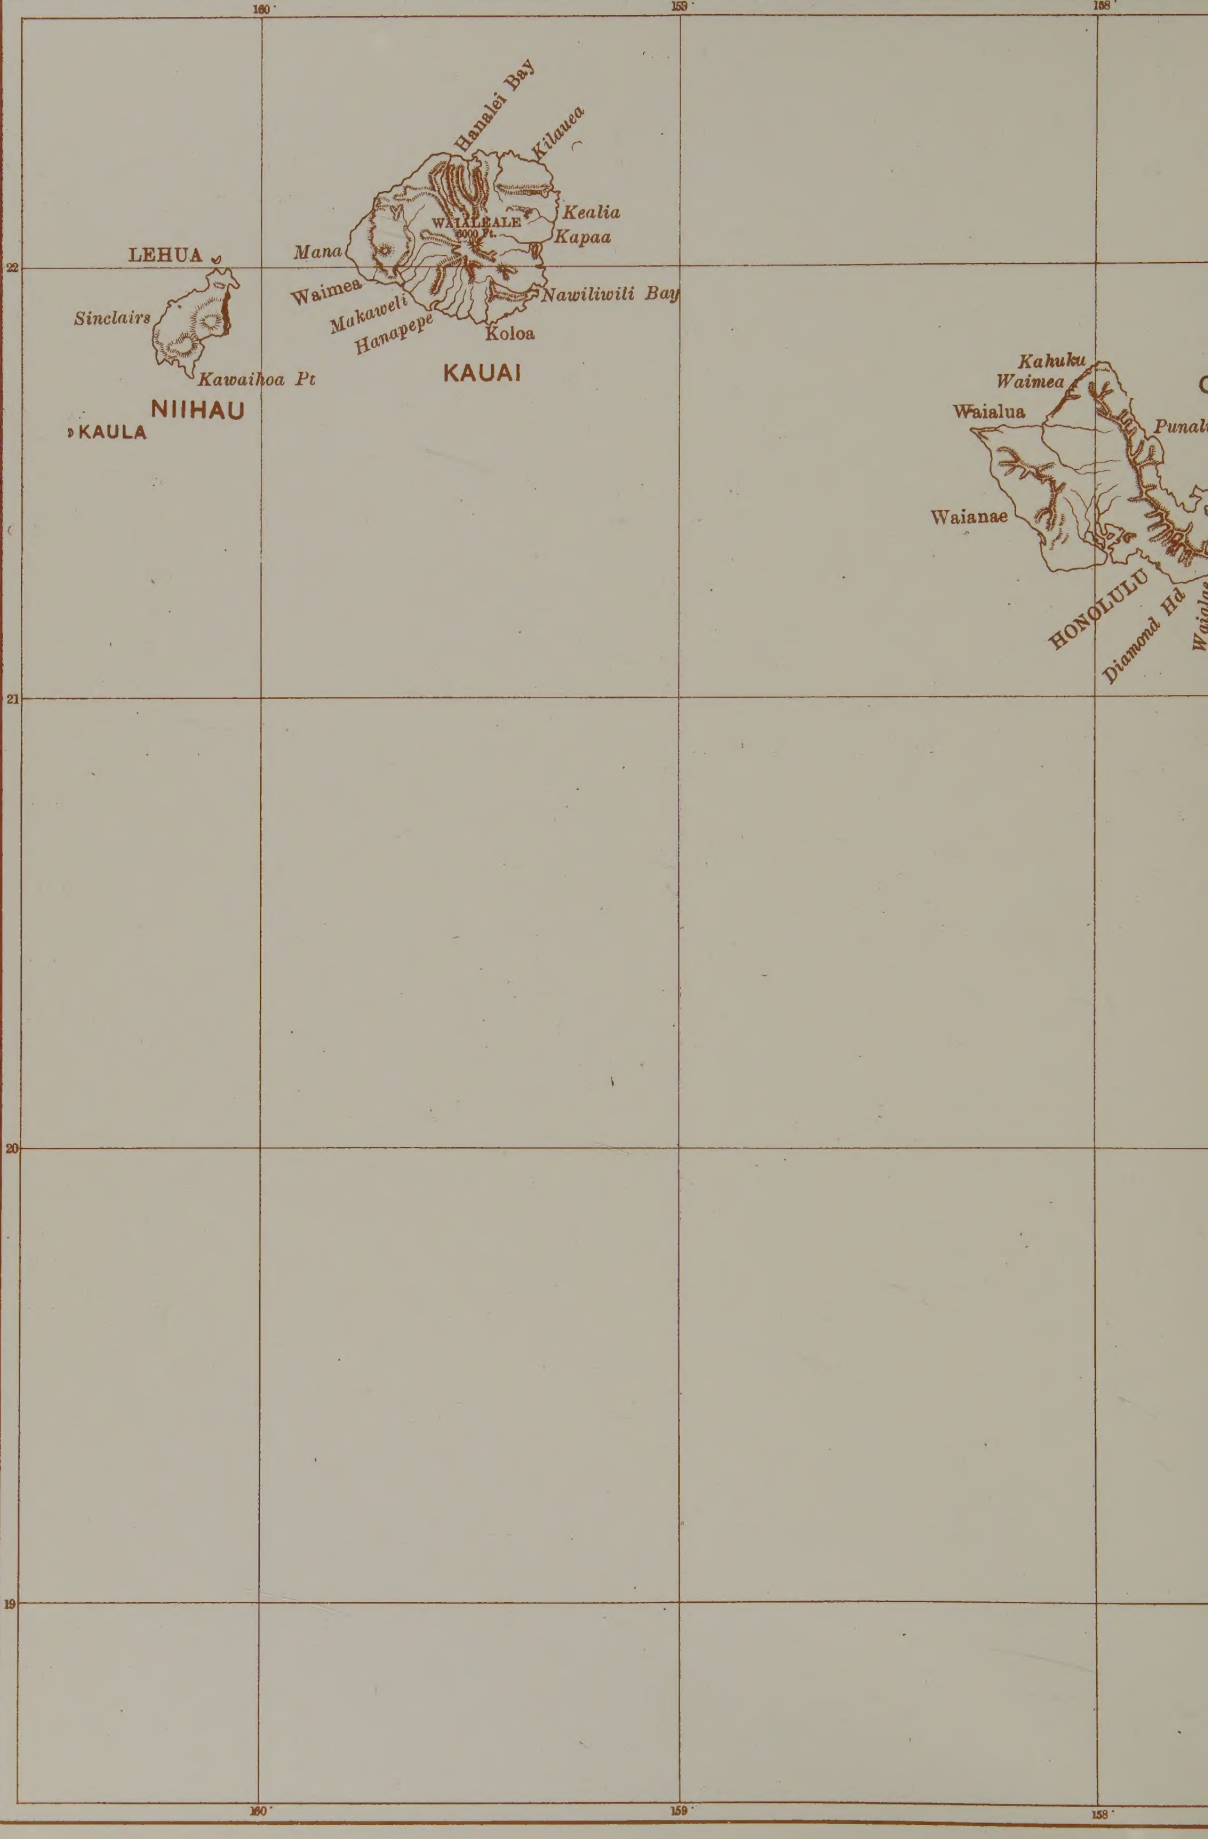 160°
159°
158°
Hanalei Bay
Kilauea
WAIALEALE
6000 Ft.
Kealia
Kapaa
Mana
LEHUA
22
Waimea
Makaweli
Nawiliwili Bay
Sinclairs
Hanapepe
Koloa
KAUAI
Kawaihoa Pt
NIIHAU
KAULA
Kahuku
Waimea
Waialua
Waianae
HONOLULU
Diamond Hd
Waialae
21
20
19
160°
159°
158°